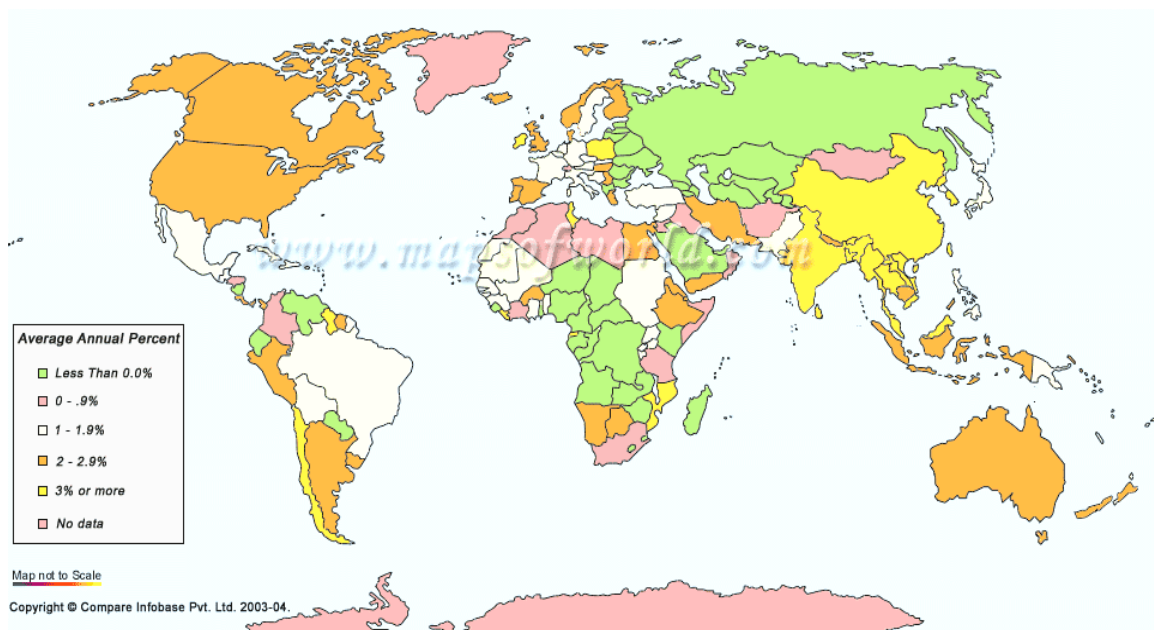 www.mapsofworld.com
Average Annual Percent
Less Than 0.0%
0 - .9%
1 - 1.9%
2 - 2.9%
3% or more
No data
Map not to Scale
Copyright © Compare Infobase Pvt. Ltd. 2003-04.